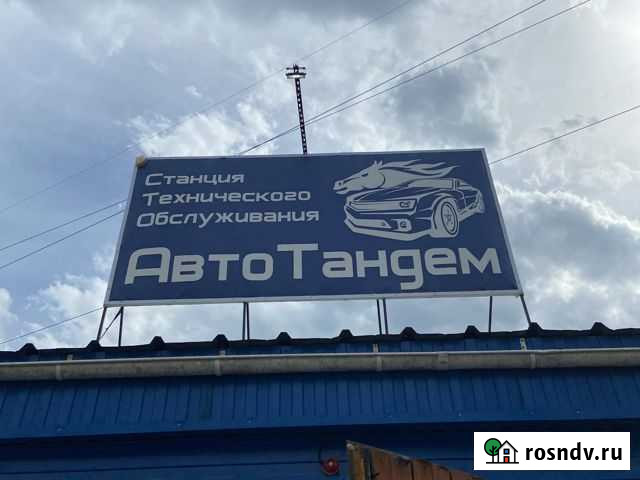 Станция
Технического
Обслуживания
АвтоТандем
rosndv.ru